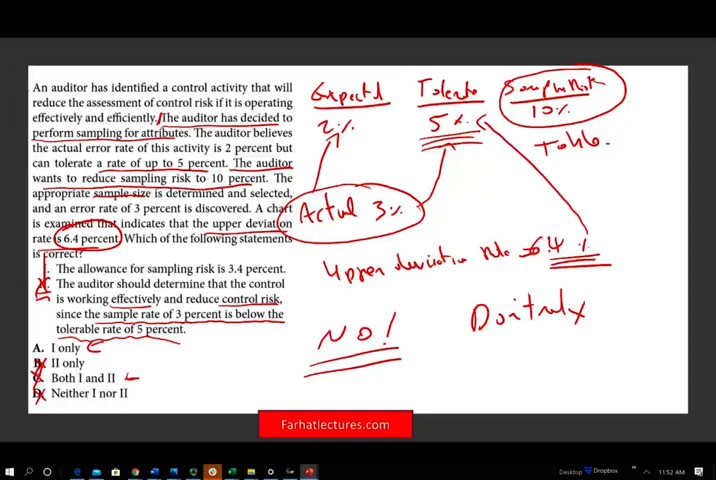 An auditor has identified a control activity that will
reduce the assessment of control risk if it is operating
effectively and efficiently. The auditor has decided to
perform sampling for attributes. The auditor believes
the actual error rate of this activity is 2 percent but
can tolerate a rate of up to 5 percent. The auditor
wants to reduce sampling risk to 10 percent. The
appropriate sample size is determined and selected,
and an error rate of 3 percent is discovered. A chart
is examined that indicates that the upper deviation
rate is 6.4 percent. Which of the following statements
is correct?
I. The allowance for sampling risk is 3.4 percent.
The auditor should determine that the control
is working effectively and reduce control risk,
since the sample rate of 3 percent is below the
tolerable rate of 5 percent.
A. I only
B. II only
C. Both I and II
D. Neither I nor II
2%
5%
10%
Actual 3%
Upper deviation 6.4 %
NO!
Farhatlectures.com
Desktop
Dropbox
11:52 AM